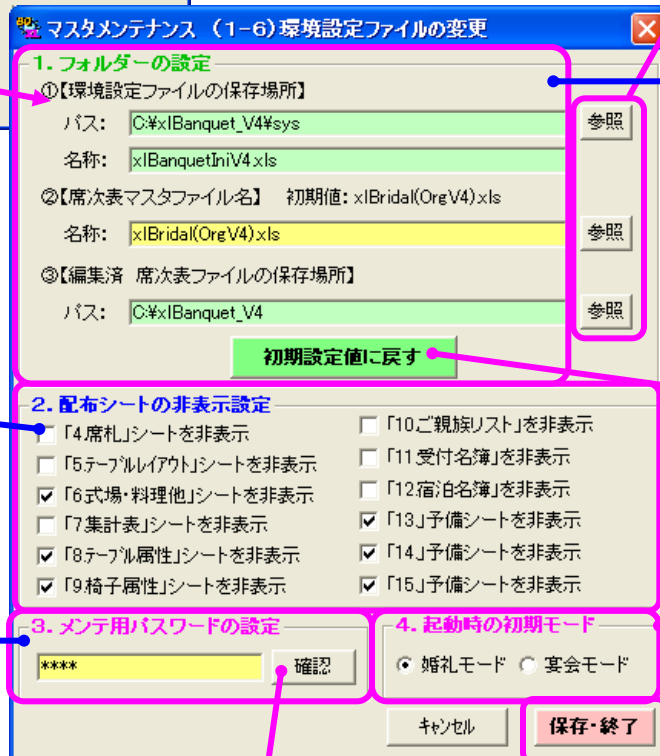 マスタメンテナンス （1-6）環境設定ファイルの変更
1. フォルダーの設定
①【環境設定ファイルの保存場所】
パス: C:¥xlBanquet_V4¥sys 参照
名称: xlBanquetIniV4.xls
②【席次表マスタファイル名】 初期値: xlBridal(OrgV4).xls
名称: xlBridal(OrgV4).xls 参照
③【編集済 席次表ファイルの保存場所】
パス: C:¥xlBanquet_V4 参照
初期設定値に戻す
2. 配布シートの非表示設定
「4.席札」シートを非表示
「5.テーブルレイアウト」シートを非表示
「6.式場・料理他」シートを非表示
「7.集計表」シートを非表示
「8.テーブル属性」シートを非表示
「9.椅子属性」シートを非表示
「10.ご親族リスト」を非表示
「11.受付名簿」を非表示
「12.宿泊名簿」を非表示
「13.」予備シートを非表示
「14.」予備シートを非表示
「15.」予備シートを非表示
3. メンテ用パスワードの設定
**** 確認
4. 起動時の初期モード
婚礼モード 宴会モード
キャンセル 保存・終了